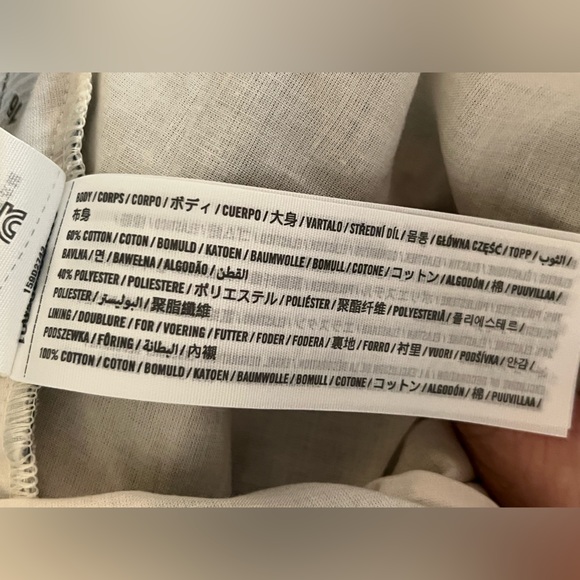 BODY / CORPS / CORPO / ボディ / CUERPO / 大身 / VARTALO / STŘEDNÍ DÍL / 몸통 / GŁÓWNA CZĘŚĆ / TOPP / الثوب /
布身
60% COTTON / COTON / BOMULD / KATOEN / BAUMWOLLE / BOMULL / COTONE / コットン / ALGODÓN / 棉 / PUUVILLAA /
BAVLNA / 면 / BAWEŁNA / ALGODÃO / القطن
40% POLYESTER / POLIESTERE / ポリエステル / POLIÉSTER / 聚酯纤维 / POLYESTERIÄ / 폴리에스테르 /
POLIESTER / البوليستر / 聚脂纖維
LINING / DOUBLURE / FOR / VOERING / FUTTER / FODER / FODERA / 裏地 / FORRO / 衬里 / VUORI / PODŠÍVKA / 안감 /
PODSZEWKA / FÔRING / البطانة / 內襯
100% COTTON / COTON / BOMULD / KATOEN / BAUMWOLLE / BOMULL / COTONE / コットン / ALGODÓN / 棉 / PUUVILLAA /